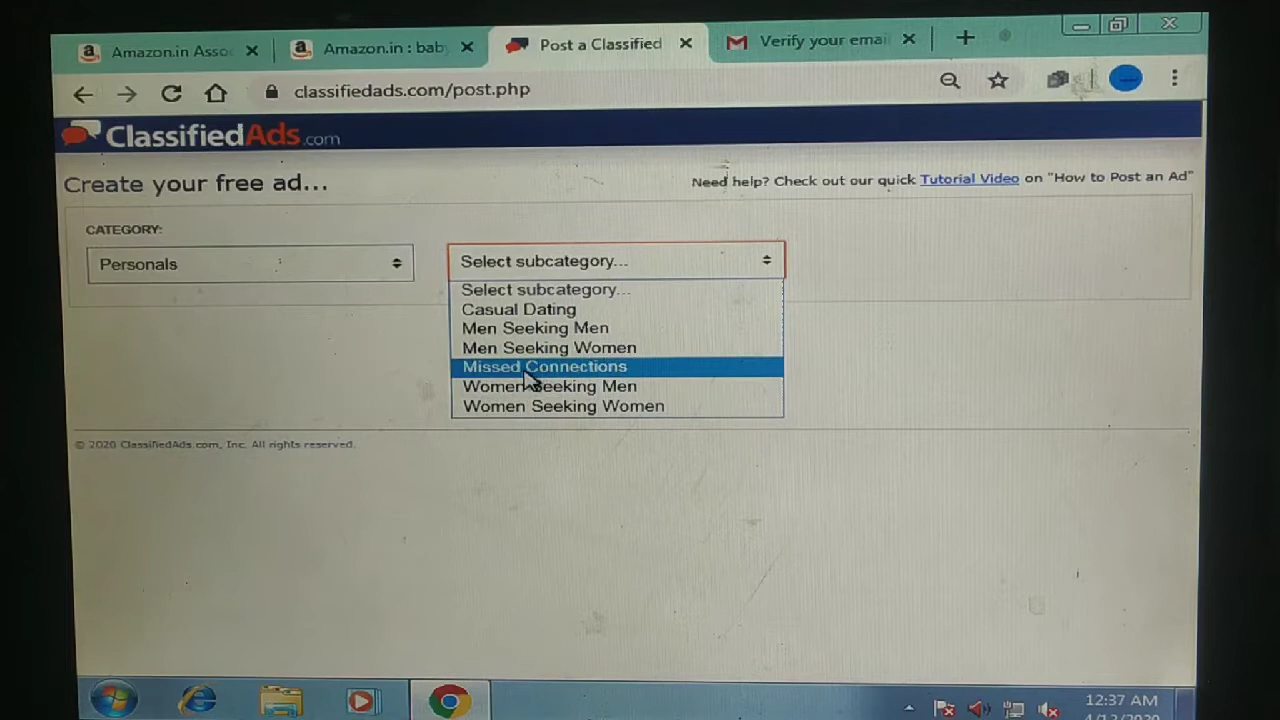 Amazon.in Asso
Amazon.in : bab
Post a Classified
Verify your emai
classifiedads.com/post.php
ClassifiedAds.com
Create your free ad...
Need help? Check out our quick Tutorial Video on "How to Post an Ad"
CATEGORY:
Personals
Select subcategory...
Select subcategory...
Casual Dating
Men Seeking Men
Men Seeking Women
Missed Connections
Women Seeking Men
Women Seeking Women
© 2020 ClassifiedAds.com, Inc. All rights reserved.
12:37 AM